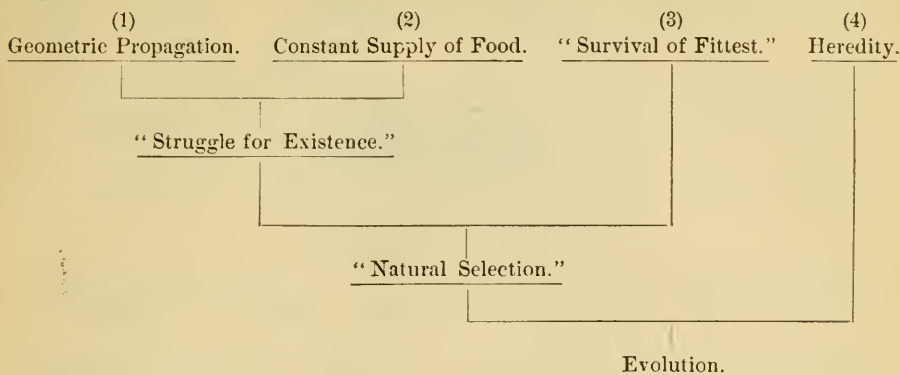 (1) (2) (3) (4)
Geometric Propagation. Constant Supply of Food. “Survival of Fittest.” Heredity.
“Struggle for Existence.”
“Natural Selection.”
Evolution.